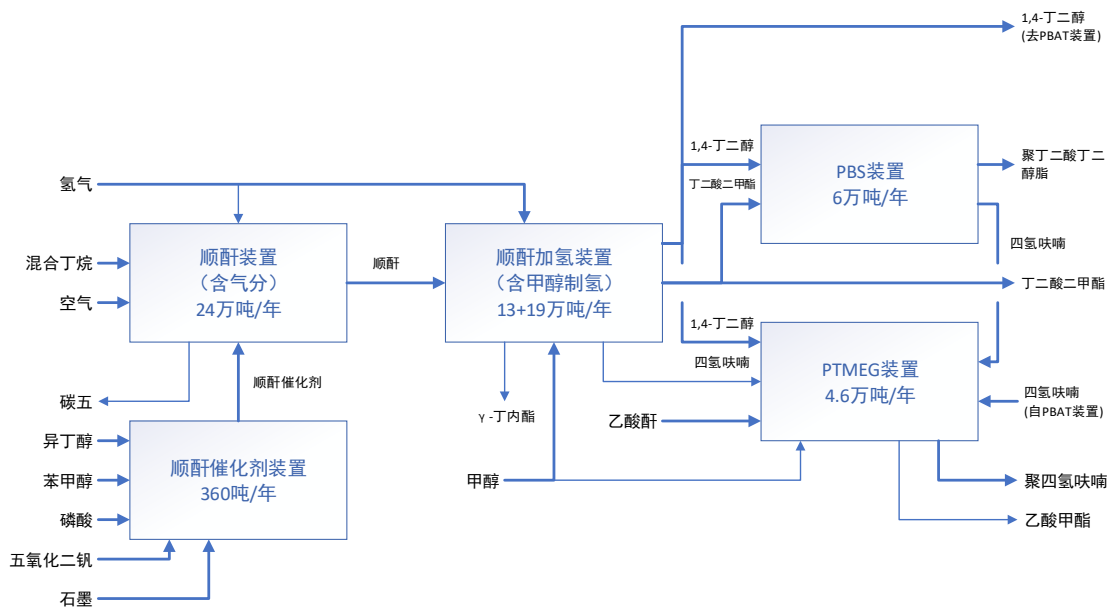 1,4-丁二醇
(去PBAT装置)
1,4-丁二醇
丁二酸二甲酯
PBS装置
6万吨/年
聚丁二酸丁二
醇脂
氢气
混合丁烷
空气
顺酐装置
（含气分）
24万吨/年
顺酐
顺酐加氢装置
（含甲醇制氢）
13+19万吨/年
四氢呋喃
丁二酸二甲酯
1,4-丁二醇
四氢呋喃
PTMEG装置
4.6万吨/年
四氢呋喃
(自PBAT装置)
顺酐催化剂
碳五
γ-丁内酯
乙酸酐
异丁醇
苯甲醇
磷酸
顺酐催化剂装置
360吨/年
甲醇
聚四氢呋喃
乙酸甲酯
五氧化二钒
石墨